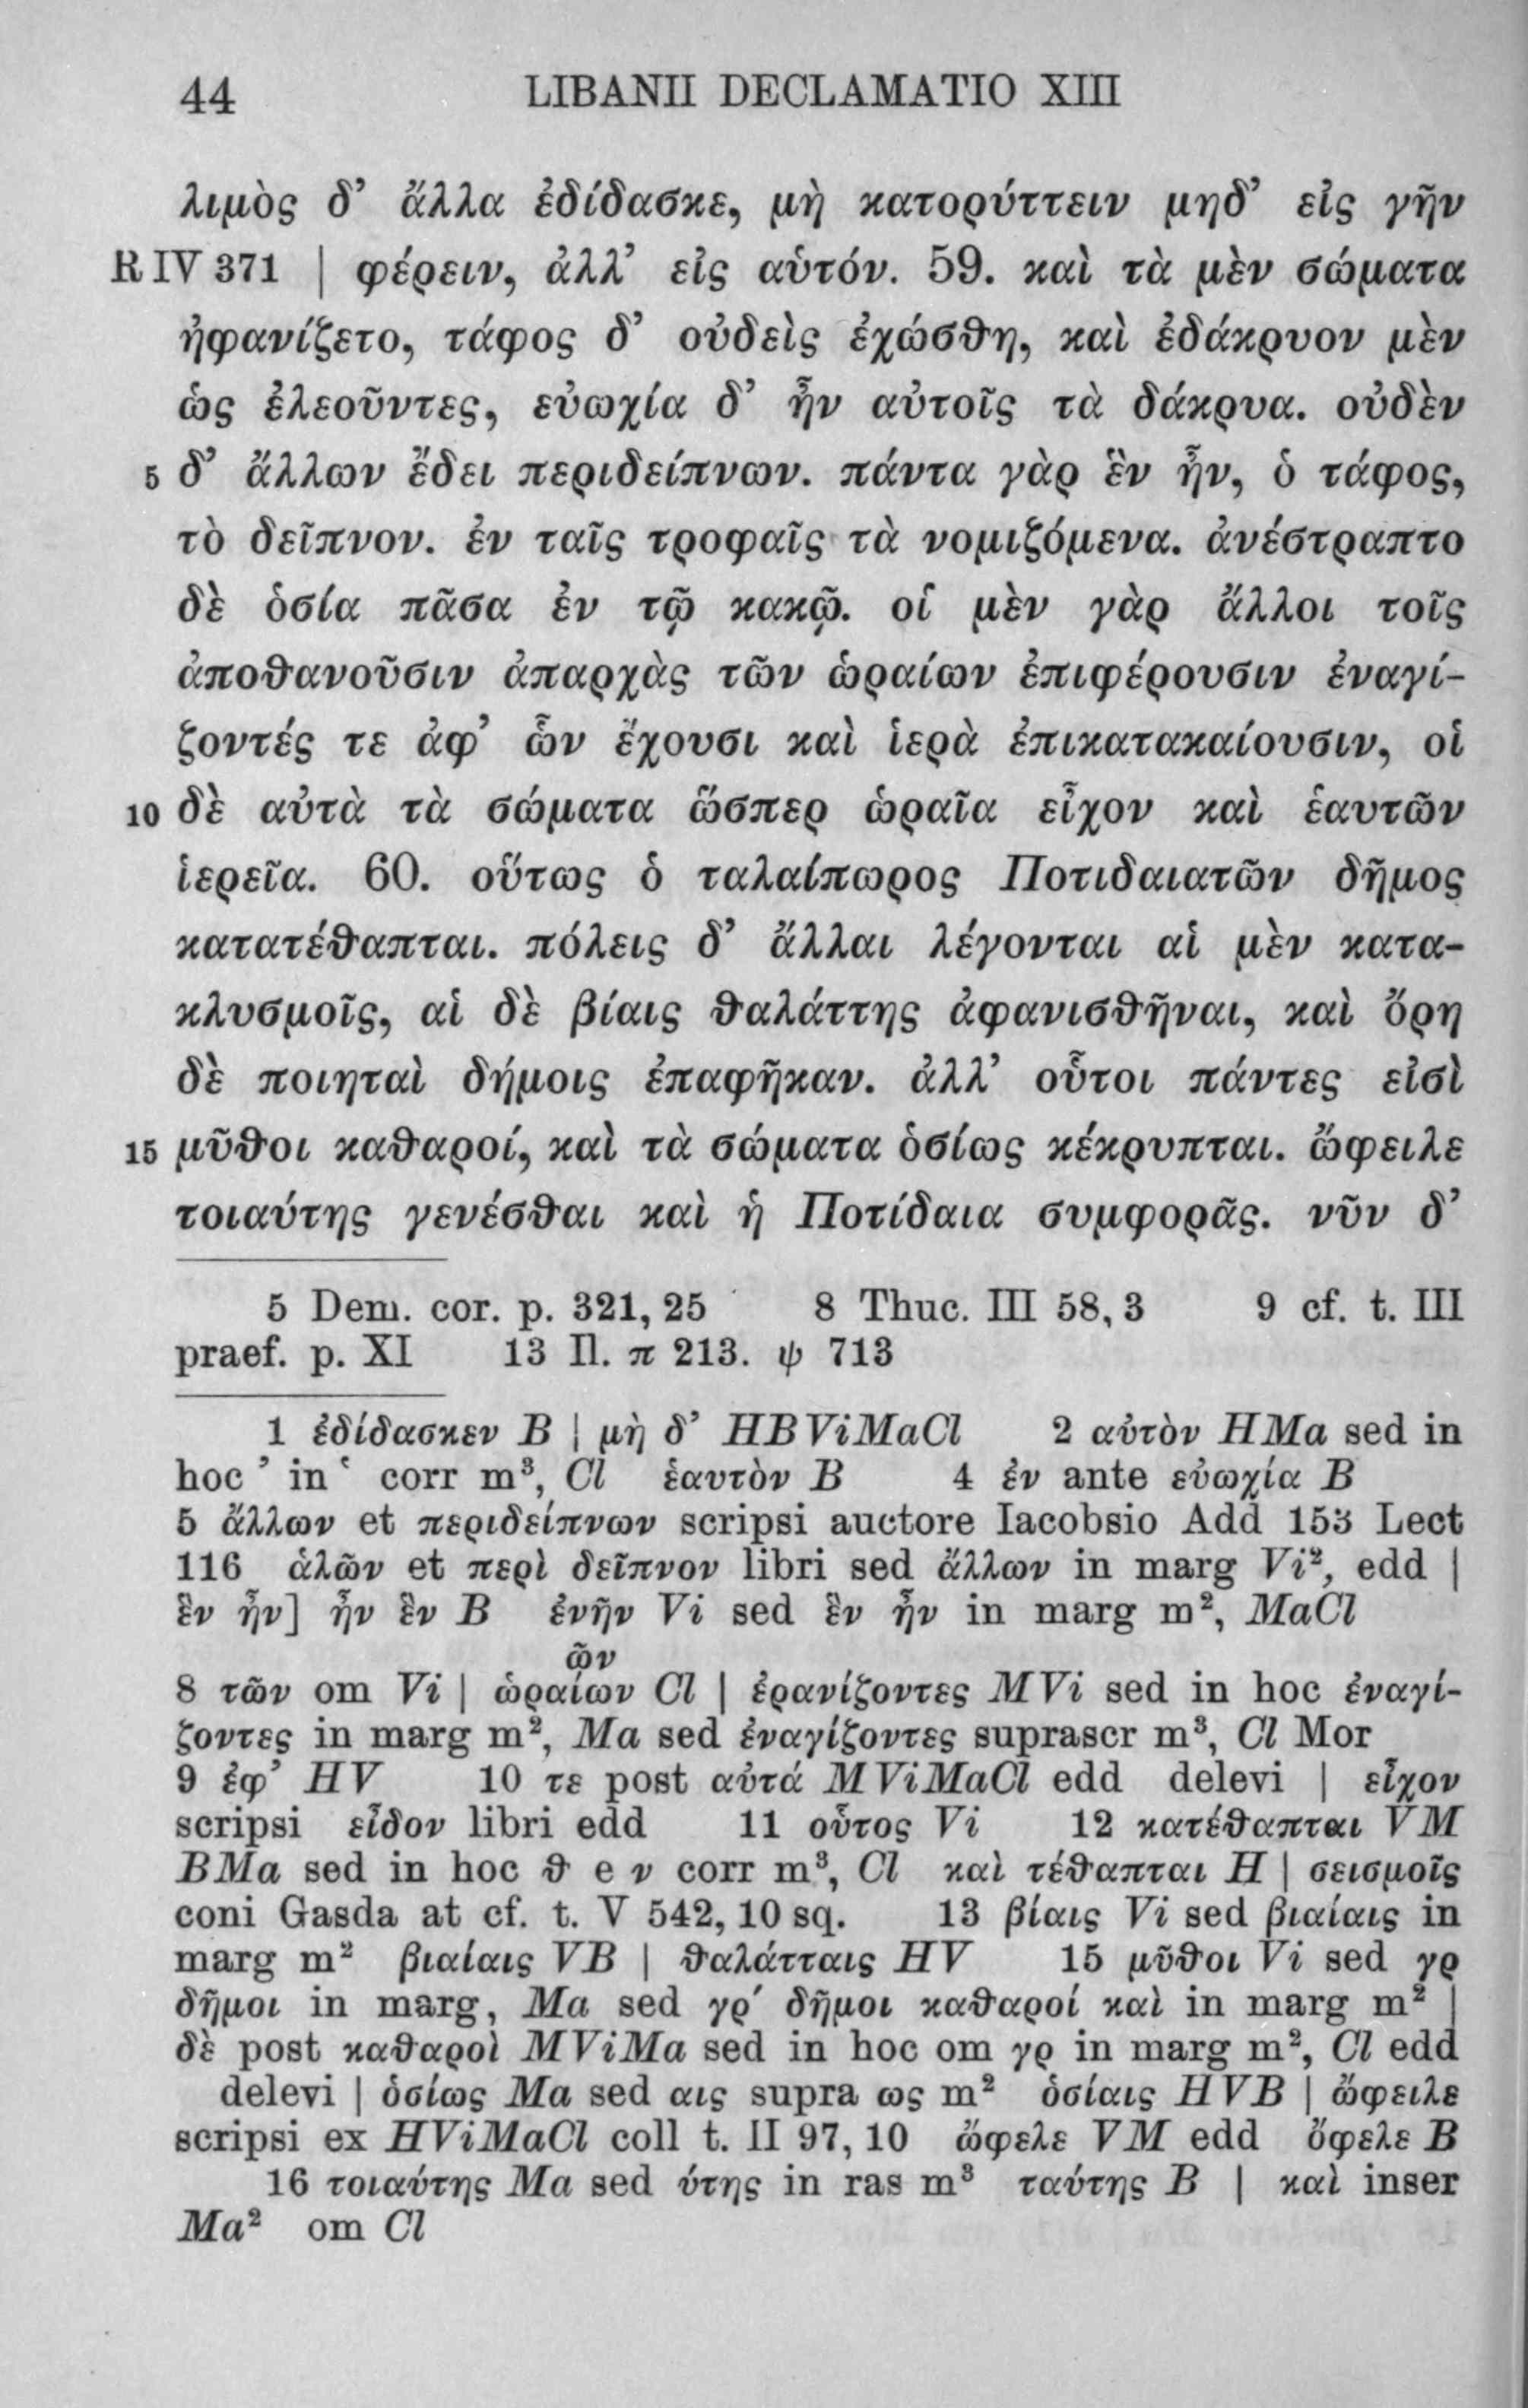 44 LIBANII DECLAMATIO XIII
λιμὸς δ’ ἄλλα ἐδίδασκε, μὴ κατορύττειν μηδ’ εἰς γῆν
R IV 371 | φέρειν, ἀλλ’ εἰς αὑτόν. 59. καὶ τὰ μὲν σώματα
ἠφανίζετο, τάφος δ’ οὐδεὶς ἐχώσθη, καὶ ἐδάκρυον μὲν
ὡς ἐλεοῦντες, εὐωχία δ’ ἦν αὐτοῖς τὰ δάκρυα. οὐδὲν
5 δ’ ἄλλων ἔδει περιδείπνων. πάντα γὰρ ἓν ἦν, ὁ τάφος,
τὸ δεῖπνον. ἐν ταῖς τροφαῖς τὰ νομιζόμενα. ἀνέστραπτο
δὲ ὁσία πᾶσα ἐν τῷ κακῷ. οἱ μὲν γὰρ ἄλλοι τοῖς
ἀποθανοῦσιν ἀπαρχὰς τῶν ὡραίων ἐπιφέρουσιν ἐναγί-
ζοντές τε ἀφ’ ὧν ἔχουσι καὶ ἱερὰ ἐπικατακαίουσιν, οἱ
10 δὲ αὐτὰ τὰ σώματα ὥσπερ ὡραῖα εἶχον καὶ ἑαυτῶν
ἱερεῖα. 60. οὕτως ὁ ταλαίπωρος Ποτιδαιατῶν δῆμος
κατατέθαπται. πόλεις δ’ ἄλλαι λέγονται αἱ μὲν κατα-
κλυσμοῖς, αἱ δὲ βίαις θαλάττης ἀφανισθῆναι, καὶ ὄρη
δὲ ποιηταὶ δήμοις ἐπαφῆκαν. ἀλλ’ οὗτοι πάντες εἰσὶ
15 μῦθοι καθαροί, καὶ τὰ σώματα ὁσίως κέκρυπται. ὤφειλε
τοιαύτης γενέσθαι καὶ ἡ Ποτίδαια συμφορᾶς. νῦν δ’
5 Dem. cor. p. 321, 25 8 Thuc. III 58, 3 9 cf. t. III
praef. p. XI 13 Il. π 213. ψ 713
1 ἐδίδασκεν B | μὴ δ’ HBViMaCl 2 αὐτὸν HMa sed in
hoc ’ in ‘ corr m³, Cl ἑαυτὸν B 4 ἐν ante εὐωχία B
5 ἄλλων et περιδείπνων scripsi auctore Iacobsio Add 153 Lect
116 ἁλῶν et περὶ δεῖπνον libri sed ἄλλων in marg Vi², edd |
ἓν ἦν] ἦν ἓν B ἐνῆν Vi sed ἓν ἦν in marg m², MaCl
ῶν
8 τῶν om Vi | ὡραίων Cl | ἐρανίζοντες MVi sed in hoc ἐναγί-
ζοντες in marg m², Ma sed ἐναγίζοντες suprascr m³, Cl Mor
9 ἐφ’ HV 10 τε post αὐτά MViMaCl edd delevi | εἶχον
scripsi εἶδον libri edd 11 οὗτος Vi 12 κατέθαπται VM
BMa sed in hoc θ e ν corr m³, Cl καὶ τέθαπται H | σεισμοῖς
coni Gasda at cf. t. V 542, 10 sq. 13 βίαις Vi sed βιαίαις in
marg m² βιαίαις VB | θαλάτταις HV 15 μῦθοι Vi sed γρ
δῆμοι in marg, Ma sed γρ´ δῆμοι καθαροί καὶ in marg m² |
δὲ post καθαροὶ MViMa sed in hoc om γρ in marg m², Cl edd
delevi | ὁσίως Ma sed αις supra ως m² ὁσίαις HVB | ὤφειλε
scripsi ex HViMaCl coll t. II 97, 10 ὤφελε VM edd ὄφελε B
16 τοιαύτης Ma sed ύτης in ras m³ ταύτης B | καὶ inser
Ma² om Cl